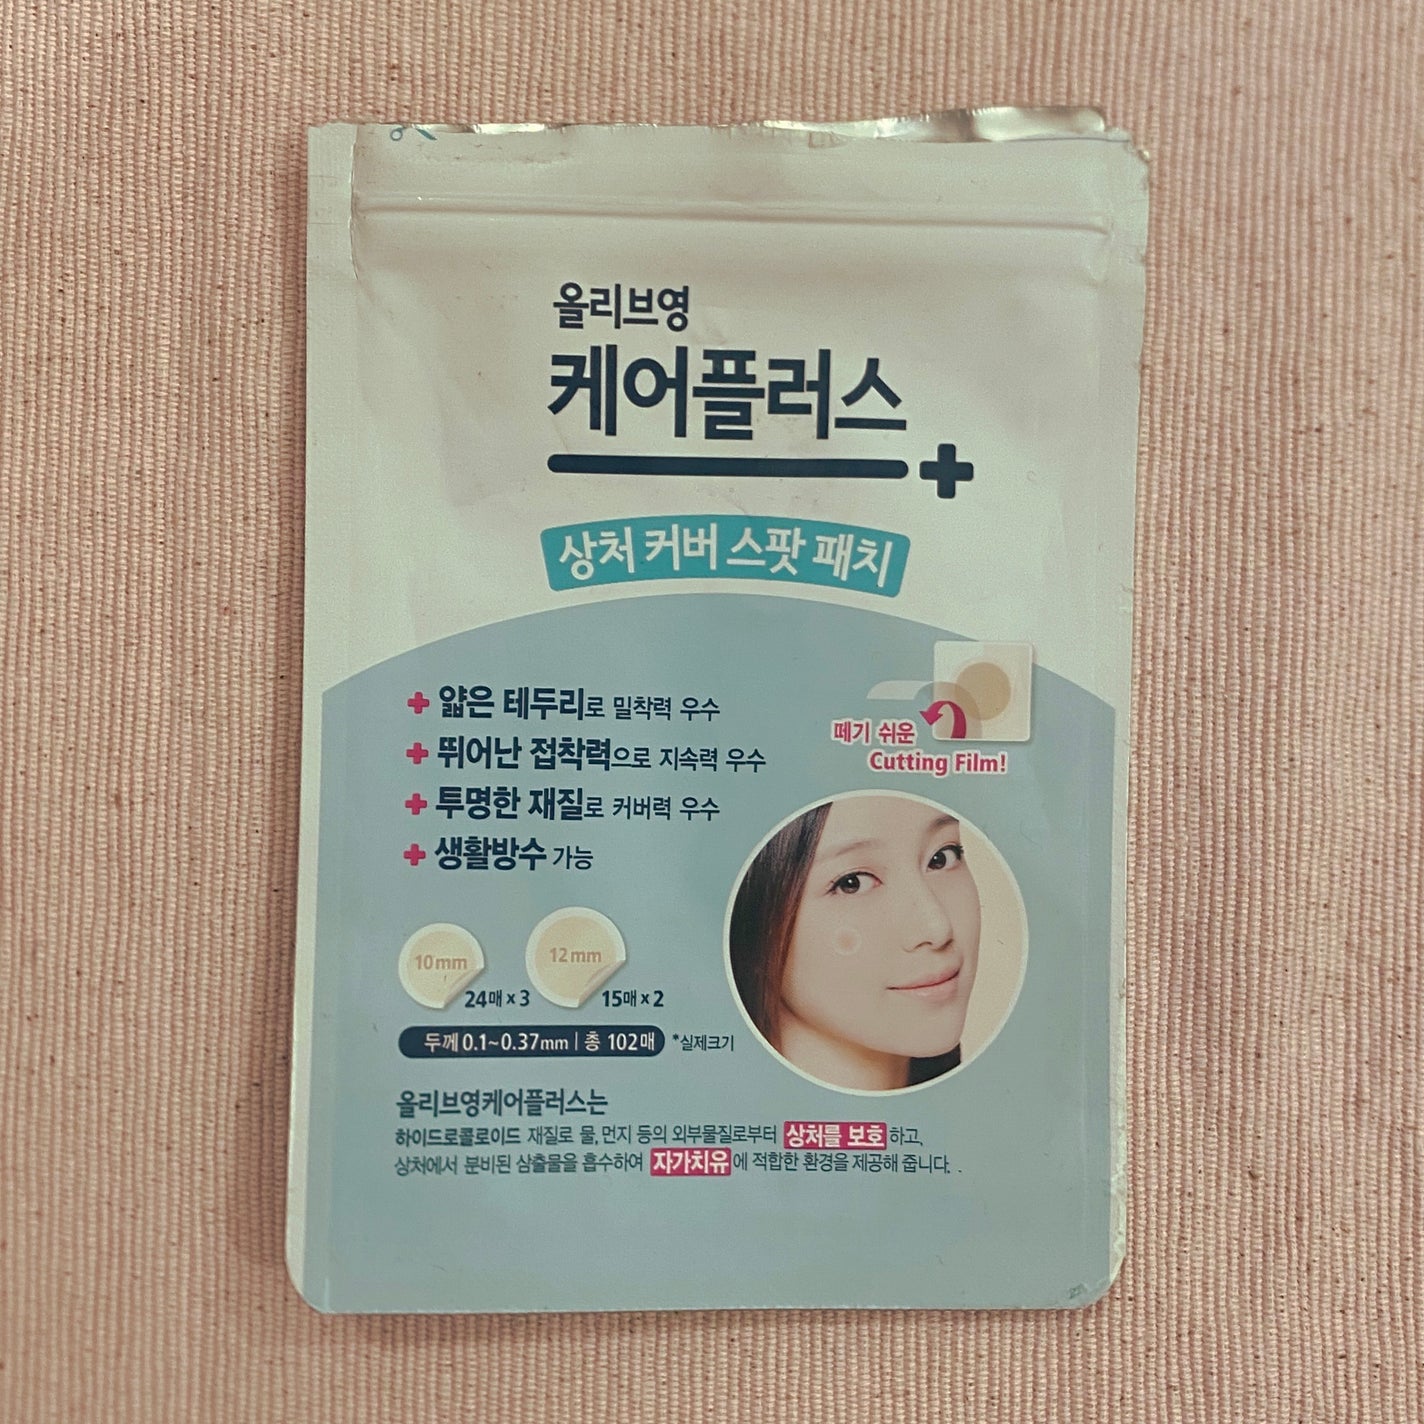 올리브영
케어플러스
상처 커버 스팟 패치
얇은 테두리로 밀착력 우수
뛰어난 접착력으로 지속력 우수
투명한 재질로 커버력 우수
생활방수 가능
떼기 쉬운
Cutting Film!
10mm
24매 x 3
12mm
15매 x 2
두께 0.1~0.37mm | 총 102매 *실제크기
올리브영케어플러스는
하이드로콜로이드 재질로 물, 먼지 등의 외부물질로부터 상처를 보호하고,
상처에서 분비된 삼출물을 흡수하여 자가치유에 적합한 환경을 제공해 줍니다.